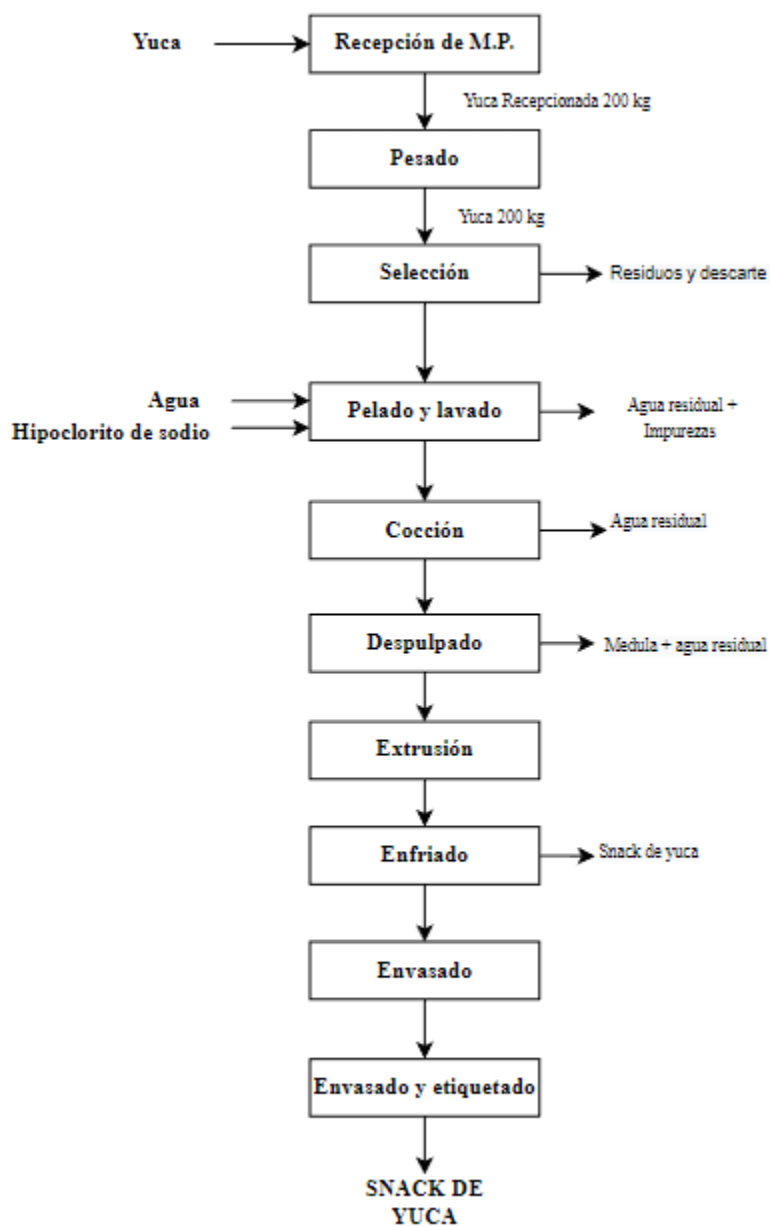 Yuca
Recepción de M.P.
Yuca Recepcionada 200 kg
Pesado
Yuca 200 kg
Selección
Residuos y descarte
Agua
Hipoclorito de sodio
Pelado y lavado
Agua residual +
Impurezas
Cocción
Agua residual
Despulpado
Medula + agua residual
Extrusión
Enfriado
Snack de yuca
Envasado
Envasado y etiquetado
SNACK DE
YUCA